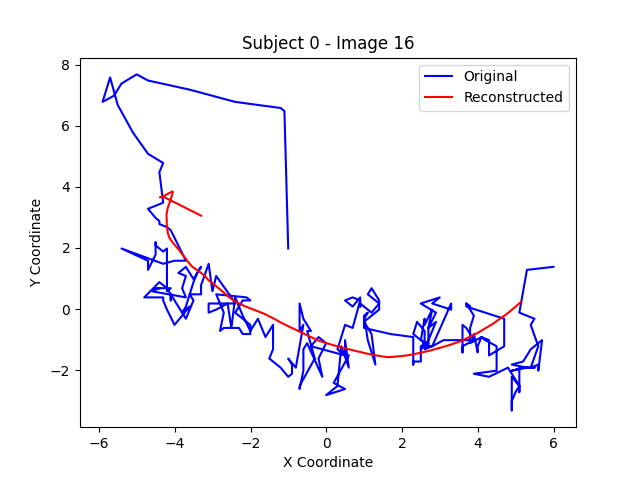 Subject 0 - Image 16
Original
Reconstructed
8
6
4
2
0
−2
Y Coordinate
−6 −4 −2 0 2 4 6
X Coordinate